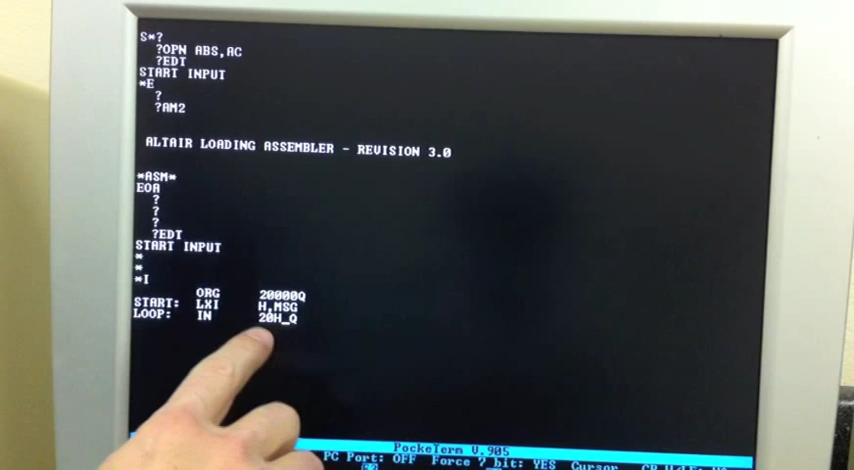 S*?
?OPN ABS,AC
?EDT
START INPUT
*E
?
?AM2
ALTAIR LOADING ASSEMBLER - REVISION 3.0
*ASM*
EOA
?
?
?
?EDT
START INPUT
*
*
*I
ORG 20000Q
START: LXI H,MSG
LOOP: IN 20H_Q
PockeTerm V.905
PC Port: OFF Force 7 bit: YES Cursor